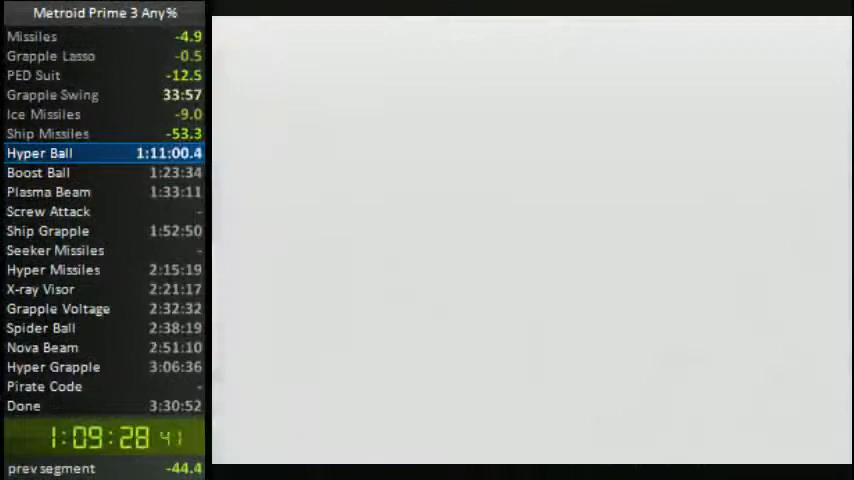 Metroid Prime 3 Any%
Missiles -4.9
Grapple Lasso -0.5
PED Suit -12.5
Grapple Swing 33:57
Ice Missiles -9.0
Ship Missiles -53.3
Hyper Ball 1:11:00.4
Boost Ball 1:23:34
Plasma Beam 1:33:11
Screw Attack -
Ship Grapple 1:52:50
Seeker Missiles -
Hyper Missiles 2:15:19
X-ray Visor 2:21:17
Grapple Voltage 2:32:32
Spider Ball 2:38:19
Nova Beam 2:51:10
Hyper Grapple 3:06:36
Pirate Code -
Done 3:30:52
1:09:28 41
prev segment -44.4